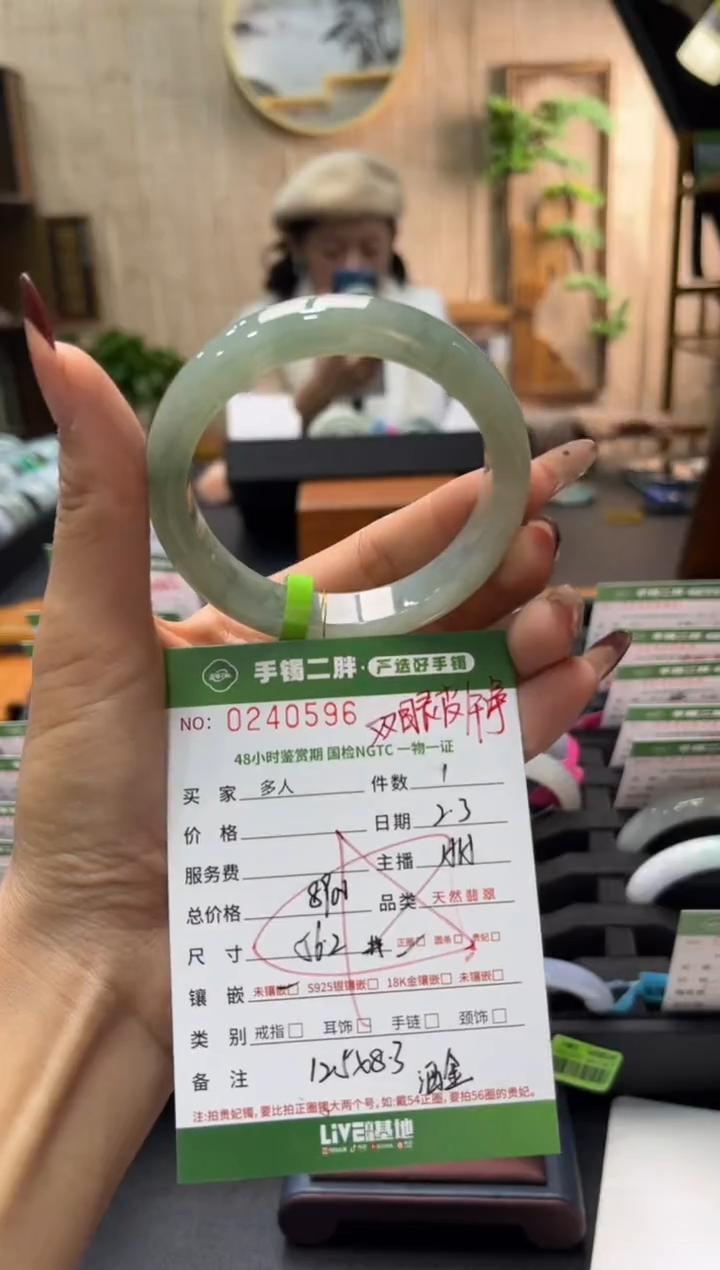 手镯二胖·严选好手镯
NO: 0240596 双眼皮 干净
48小时鉴赏期 国检NGTC 一物一证
买家 多人 件数 1
价格 日期 2.3
服务费 主播
总价格 品类 天然翡翠
尺寸 56.2 正圈 圆条 贵妃
镶嵌 未镶嵌 S925银镶嵌 18K金镶嵌 未镶嵌
类别 戒指 耳饰 手链 颈饰
备注 12.5x8.3 洒金
注:拍贵妃镯,要比拍正圈镯大两个号,如:戴54正圈,要拍56圈的贵妃。
LiVE 基地